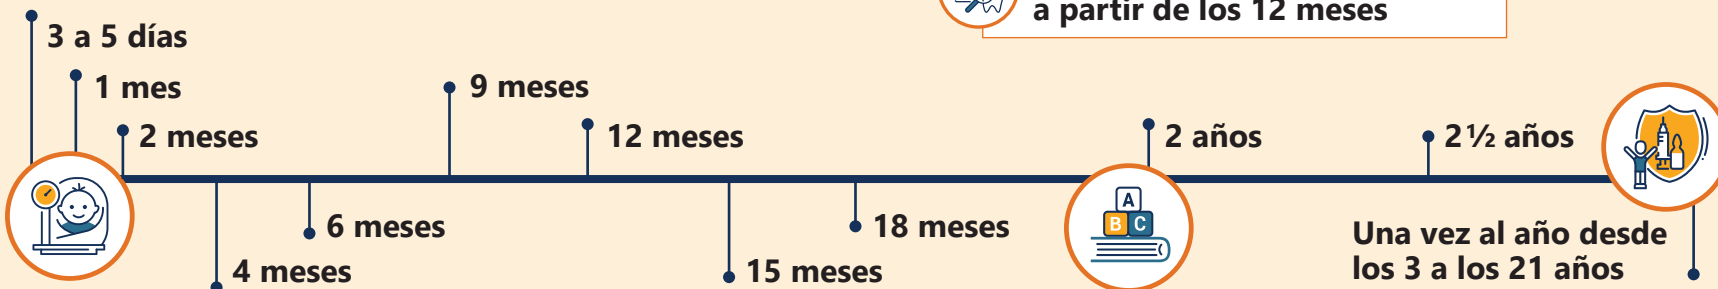 a partir de los 12 meses
3 a 5 días
1 mes
2 meses
4 meses
6 meses
9 meses
12 meses
15 meses
18 meses
A
B C
2 años
2½ años
Una vez al año desde
los 3 a los 21 años